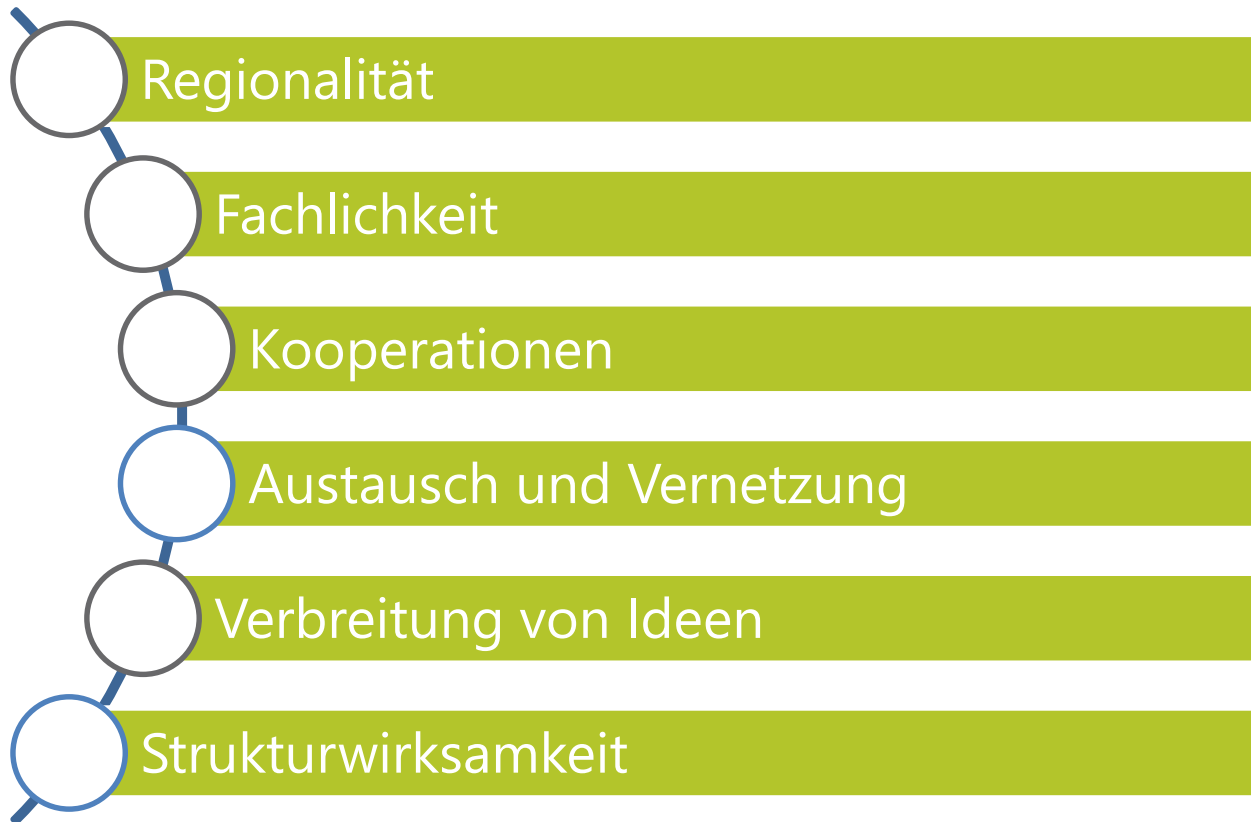 Regionalität
Fachlichkeit
Kooperationen
Austausch und Vernetzung
Verbreitung von Ideen
Strukturwirksamkeit